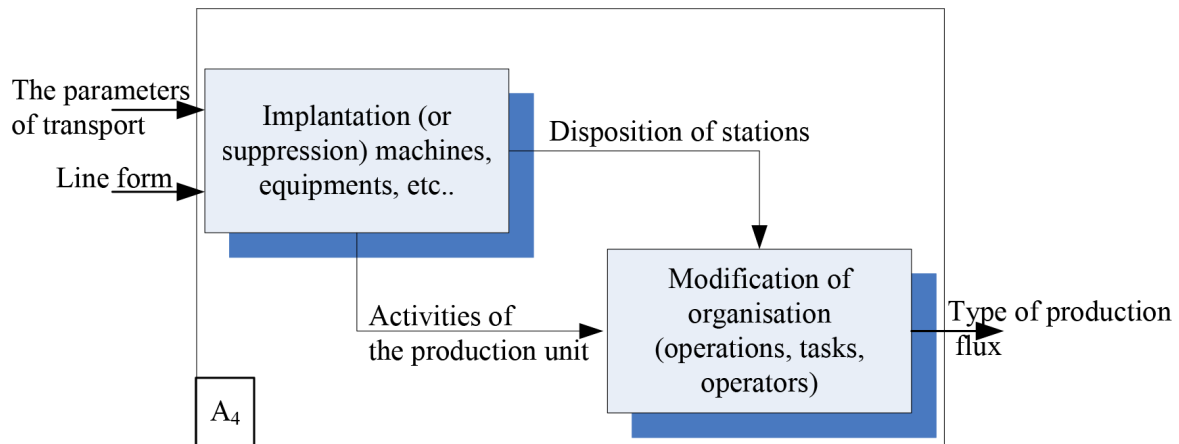 The parameters
of transport
Line form
Implantation (or
suppression) machines,
equipments, etc..
Disposition of stations
Activities of
the production unit
Modification of
organisation
(operations, tasks,
operators)
Type of production
flux
A₄